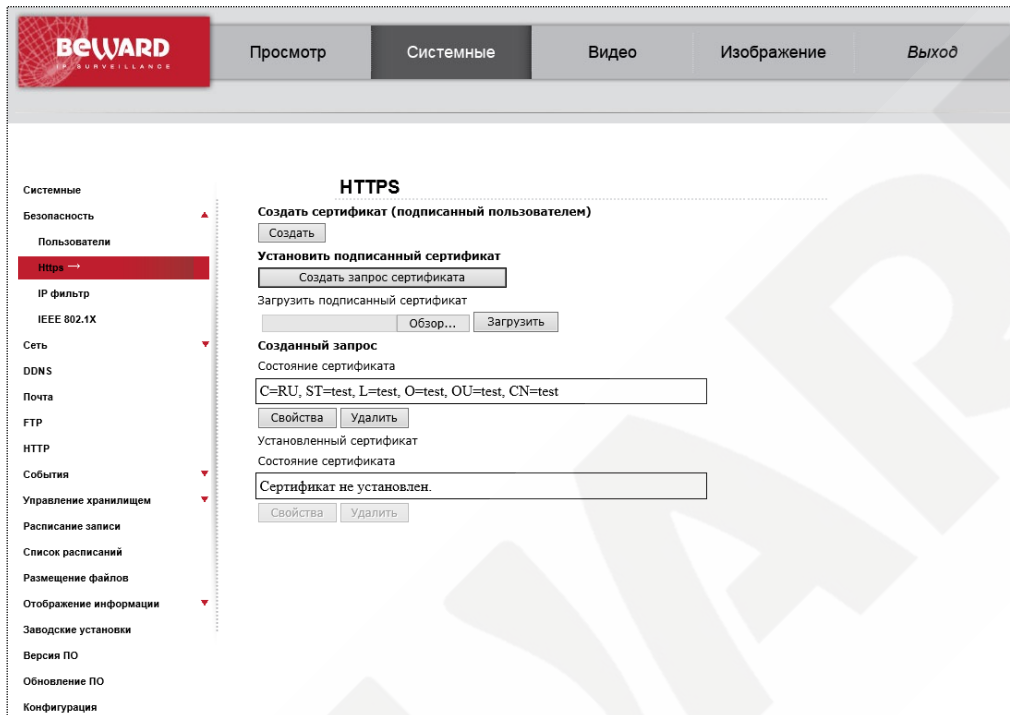 BEWARD
IP SURVEILLANCE
Просмотр
Системные
Видео
Изображение
Выход
Системные
Безопасность
Пользователи
Https
IP фильтр
IEEE 802.1X
Сеть
DDNS
Почта
FTP
HTTP
События
Управление хранилищем
Расписание записи
Список расписаний
Размещение файлов
Отображение информации
Заводские установки
Версия ПО
Обновление ПО
Конфигурация
HTTPS
Создать сертификат (подписанный пользователем)
Создать
Установить подписанный сертификат
Создать запрос сертификата
Загрузить подписанный сертификат
Обзор... Загрузить
Созданный запрос
Состояние сертификата
C=RU, ST=test, L=test, O=test, OU=test, CN=test
Свойства Удалить
Установленный сертификат
Состояние сертификата
Сертификат не установлен.
Свойства Удалить